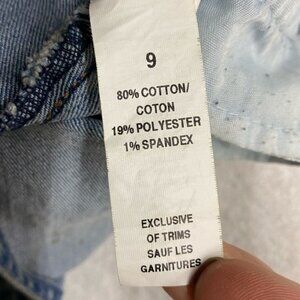 9
80% COTTON/
COTON
19% POLYESTER
1% SPANDEX
EXCLUSIVE
OF TRIMS
SAUF LES
GARNITURES